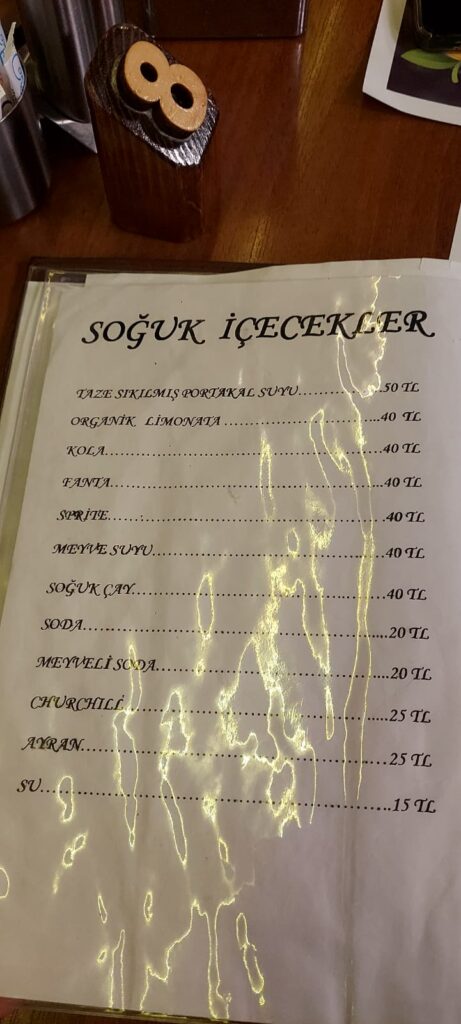 8
SOĞUK İÇECEKLER
TAZE SIKILMIŞ PORTAKAL SUYU..................50 TL
ORGANİK LİMONATA ..............................40 TL
KOLA......................................................40 TL
FANTA.....................................................40 TL
SPRİTE.....................................................40 TL
MEYVE SUYU............................................40 TL
SOĞUK ÇAY..............................................40 TL
SODA.......................................................20 TL
MEYVELİ SODA.........................................20 TL
CHURCHILL..............................................25 TL
AYRAN.....................................................25 TL
SU...........................................................15 TL